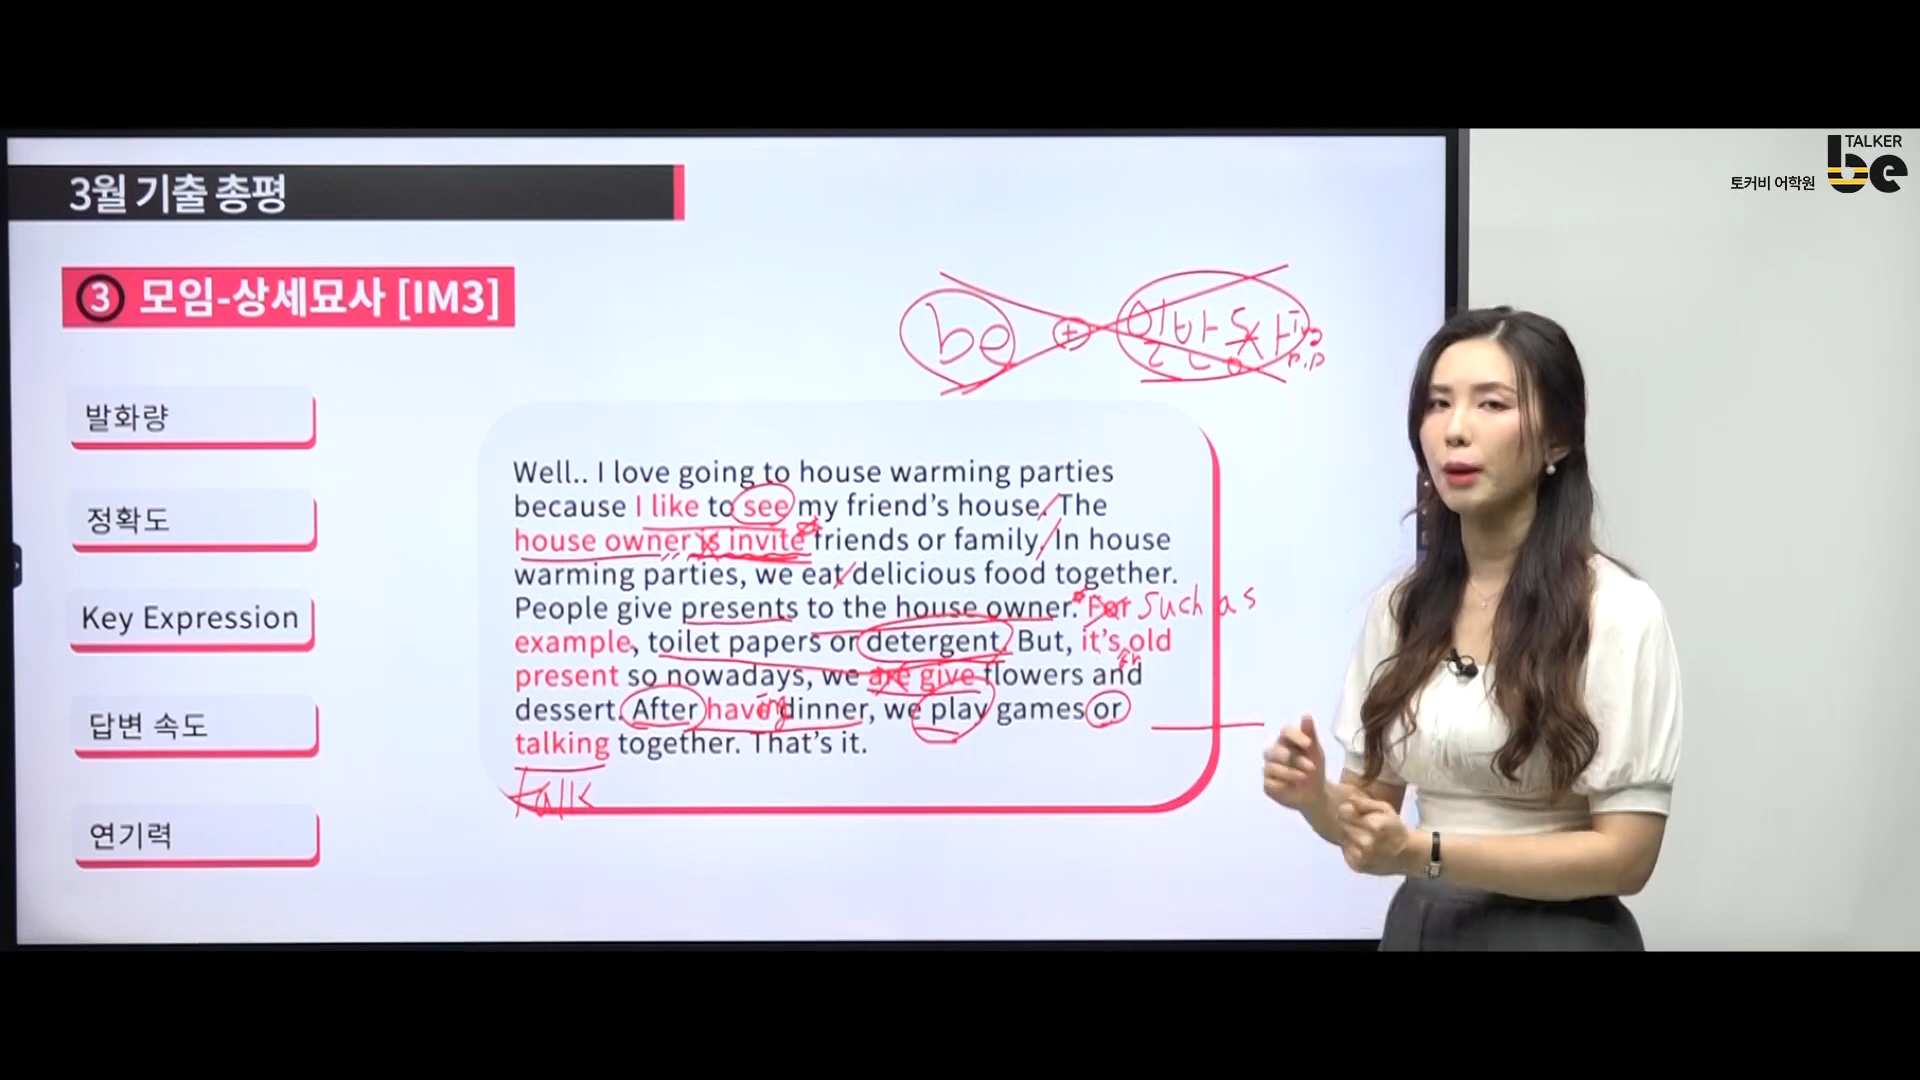 TALKER
be
토커비 어학원
3월 기출 총평
3 모임-상세묘사 [IM3]
be + 일반동사 ing
p.p
발화량
정확도
Key Expression
답변 속도
연기력
Well.. I love going to house warming parties
because I like to see my friend's house. The
house owner is invite friends or family. In house
warming parties, we eat delicious food together.
People give presents to the house owner. For such as
example, toilet papers or detergent. But, it's old
present so nowadays, we are give flowers and
dessert. After have dinner, we play games or
ing
talking together. That's it.
talk